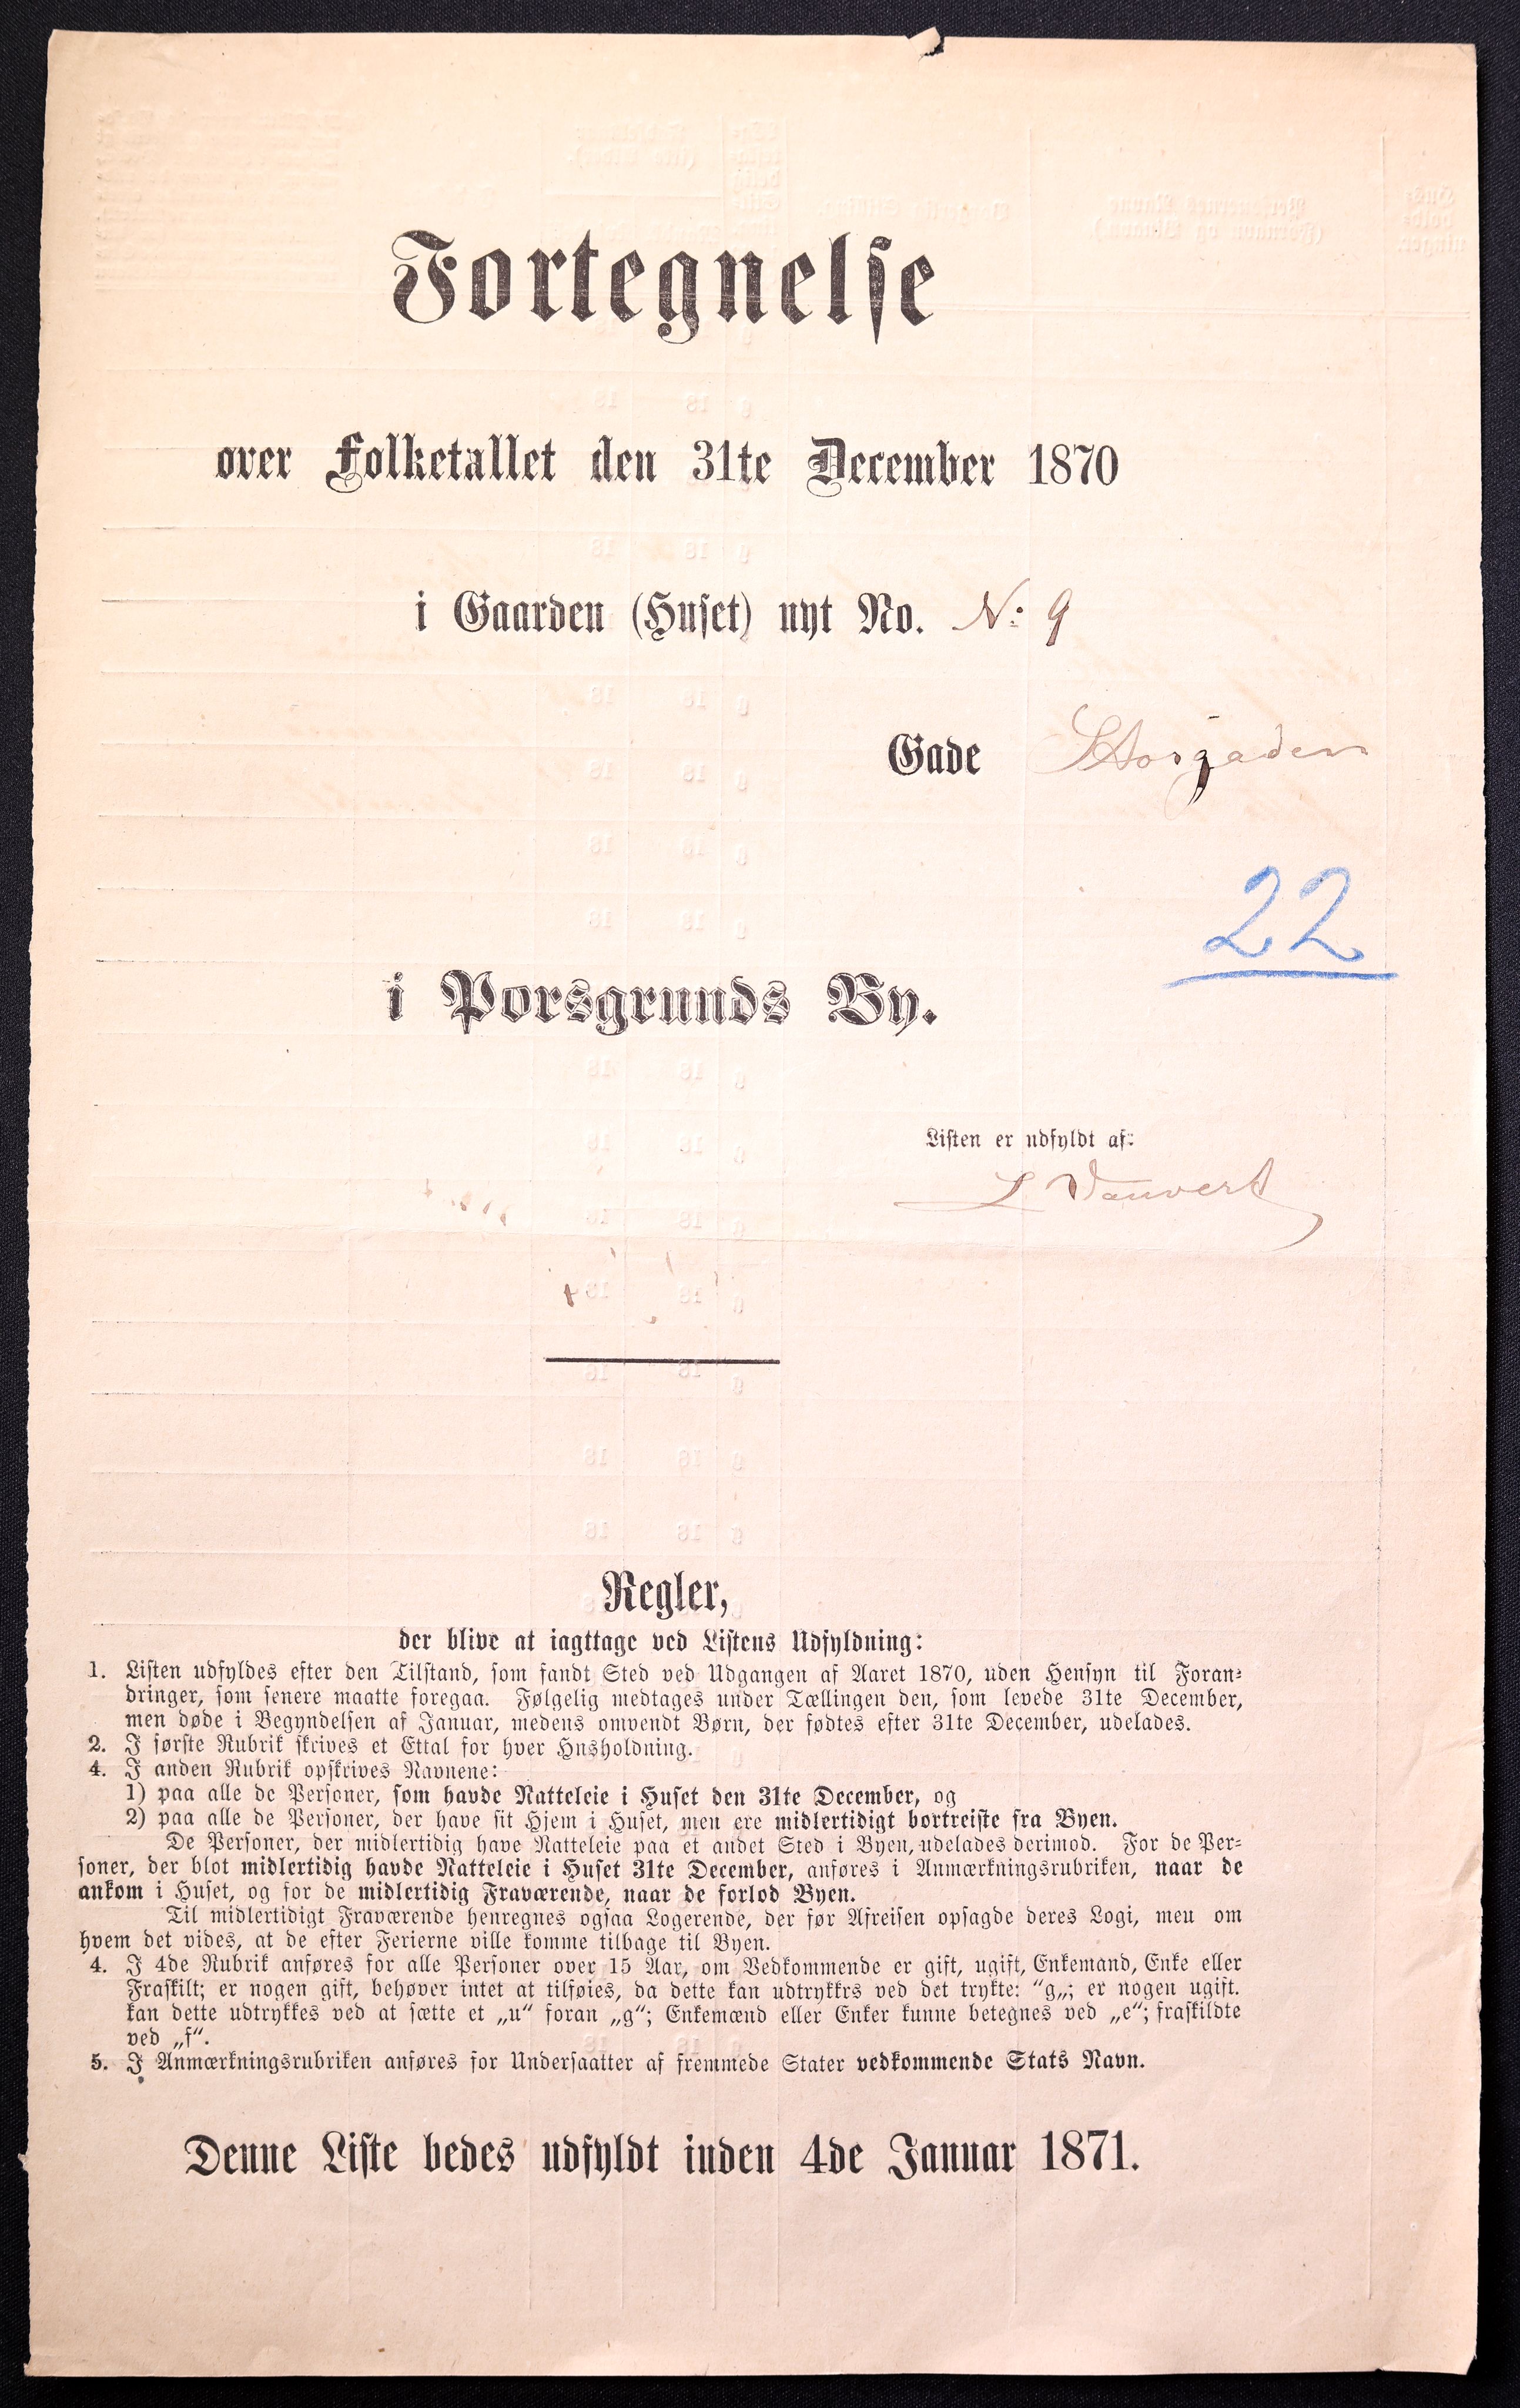 Fortegnelse
over Folketallet den 31te December 1870
i Gaarden (Huset) nyt No. N: 9
Gade Storgaden
22
i Porsgrunds By.
Listen er udfyldt af:
L Vauvert
Regler,
der blive at iagttage ved Listens Udfyldning:
1. Listen udfyldes efter den Tilstand, som fandt Sted ved Udgangen af Aaret 1870, uden Hensyn til Foran-
dringer, som senere maatte foregaa. Følgelig medtages under Tællingen den, som levede 31te December,
men døde i Begyndelsen af Januar, medens omvendt Børn, der fødtes efter 31te December, udelades.
2. I første Rubrik skrives et Ettal for hver Husholdning.
4. I anden Rubrik opskrives Navnene:
1) paa alle de Personer, som havde Natteleie i Huset den 31te December, og
2) paa alle de Personer, der have sit Hjem i Huset, men ere midlertidigt bortreiste fra Byen.
De Personer, der midlertidig have Natteleie paa et andet Sted i Byen, udelades derimod. For de Per-
soner, der blot midlertidig havde Natteleie i Huset 31te December, anføres i Anmærkningsrubriken, naar de
ankom i Huset, og for de midlertidig Fraværende, naar de forlod Byen.
Til midlertidigt Fraværende henregnes ogsaa Logerende, der før Afreisen opsagde deres Logi, men om
hvem det vides, at de efter Ferierne ville komme tilbage til Byen.
4. I 4de Rubrik anføres for alle Personer over 15 Aar, om Vedkommende er gift, ugift, Enkemand, Enke eller
Fraskilt; er nogen gift, behøver intet at tilføies, da dette kan udtrykkrs ved det trykte: "g„; er nogen ugift.
kan dette udtrykkes ved at sætte et „u" foran „g"; Enkemænd eller Enker kunne betegnes ved „e"; fraskildte
ved „f".
5. I Anmærkningsrubriken anføres for Undersaatter af fremmede Stater vedkommende Stats Navn.
Denne Liste bedes udfyldt inden 4de Januar 1871.